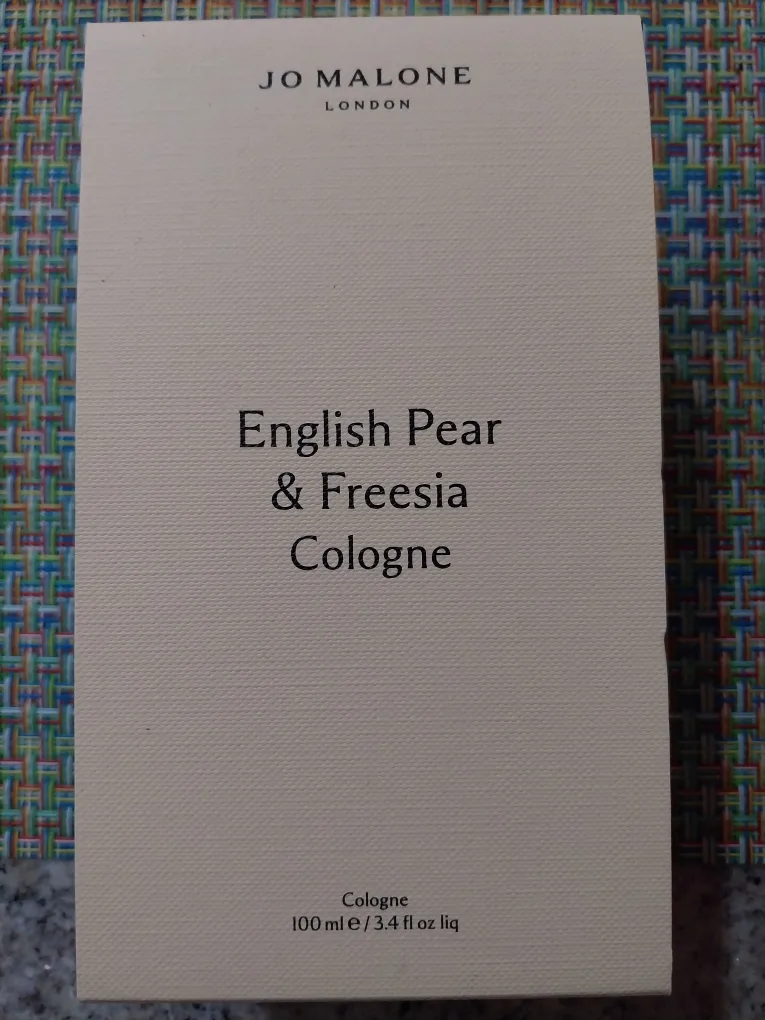 JO MALONE
LONDON
English Pear
& Freesia
Cologne
Cologne
100 ml ℮ / 3.4 fl oz liq